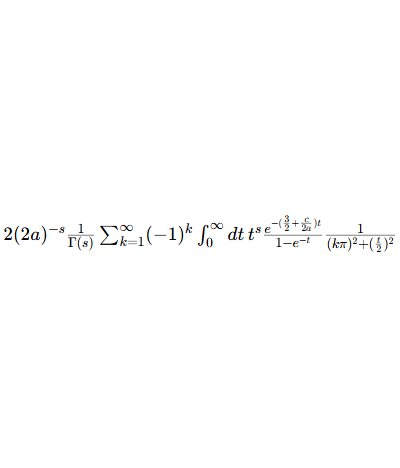 2(2a)^{-s} \frac{1}{\Gamma(s)} \sum_{k=1}^{\infty} (-1)^k \int_0^{\infty} dt \, t^s \frac{e^{-(\frac{3}{2}+\frac{c}{2a})t}}{1-e^{-t}} \frac{1}{(k\pi)^2+(\frac{t}{2})^2}